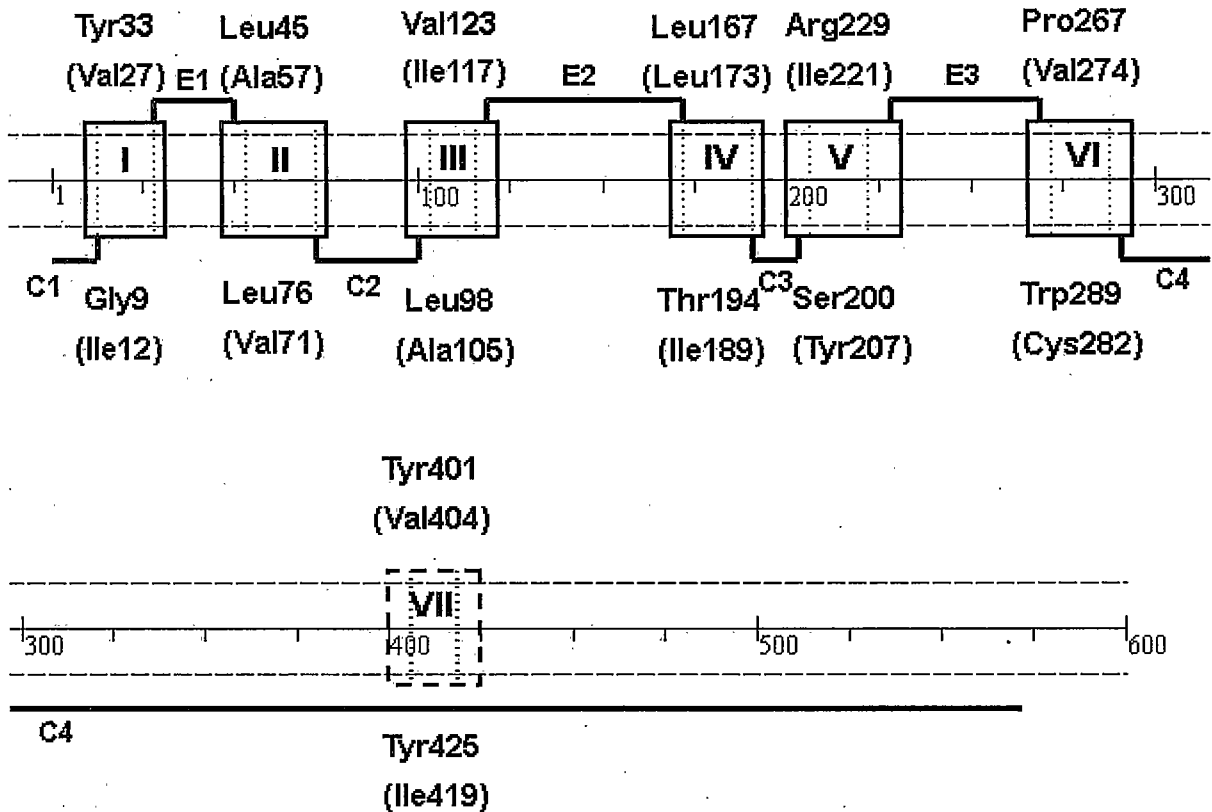 Tyr33 Leu45 Val123 Leu167 Arg229 Pro267
(Val27) E1 (Ala57) (Ile117) E2 (Leu173) (Ile221) E3 (Val274)
I II III IV V VI
1 100 200 300
C1 Gly9 Leu76 C2 Leu98 Thr194 C3 Ser200 Trp289 C4
(Ile12) (Val71) (Ala105) (Ile189) (Tyr207) (Cys282)
Tyr401
(Val404)
VII
300 400 500 600
C4
Tyr425
(Ile419)